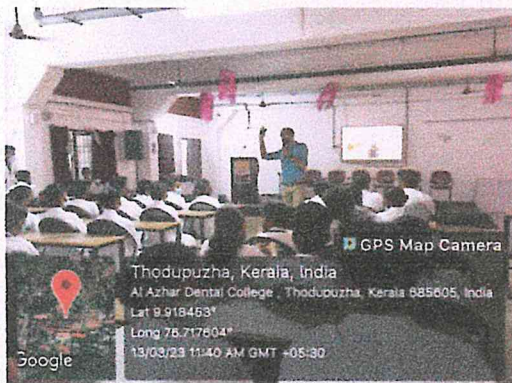 GPS Map Camera
Thodupuzha, Kerala, India
Al Azhar Dental College , Thodupuzha, Kerala 685605, India
Lat 9.918453°
Long 76.717604°
13/03/23 11:40 AM GMT +05:30
Google